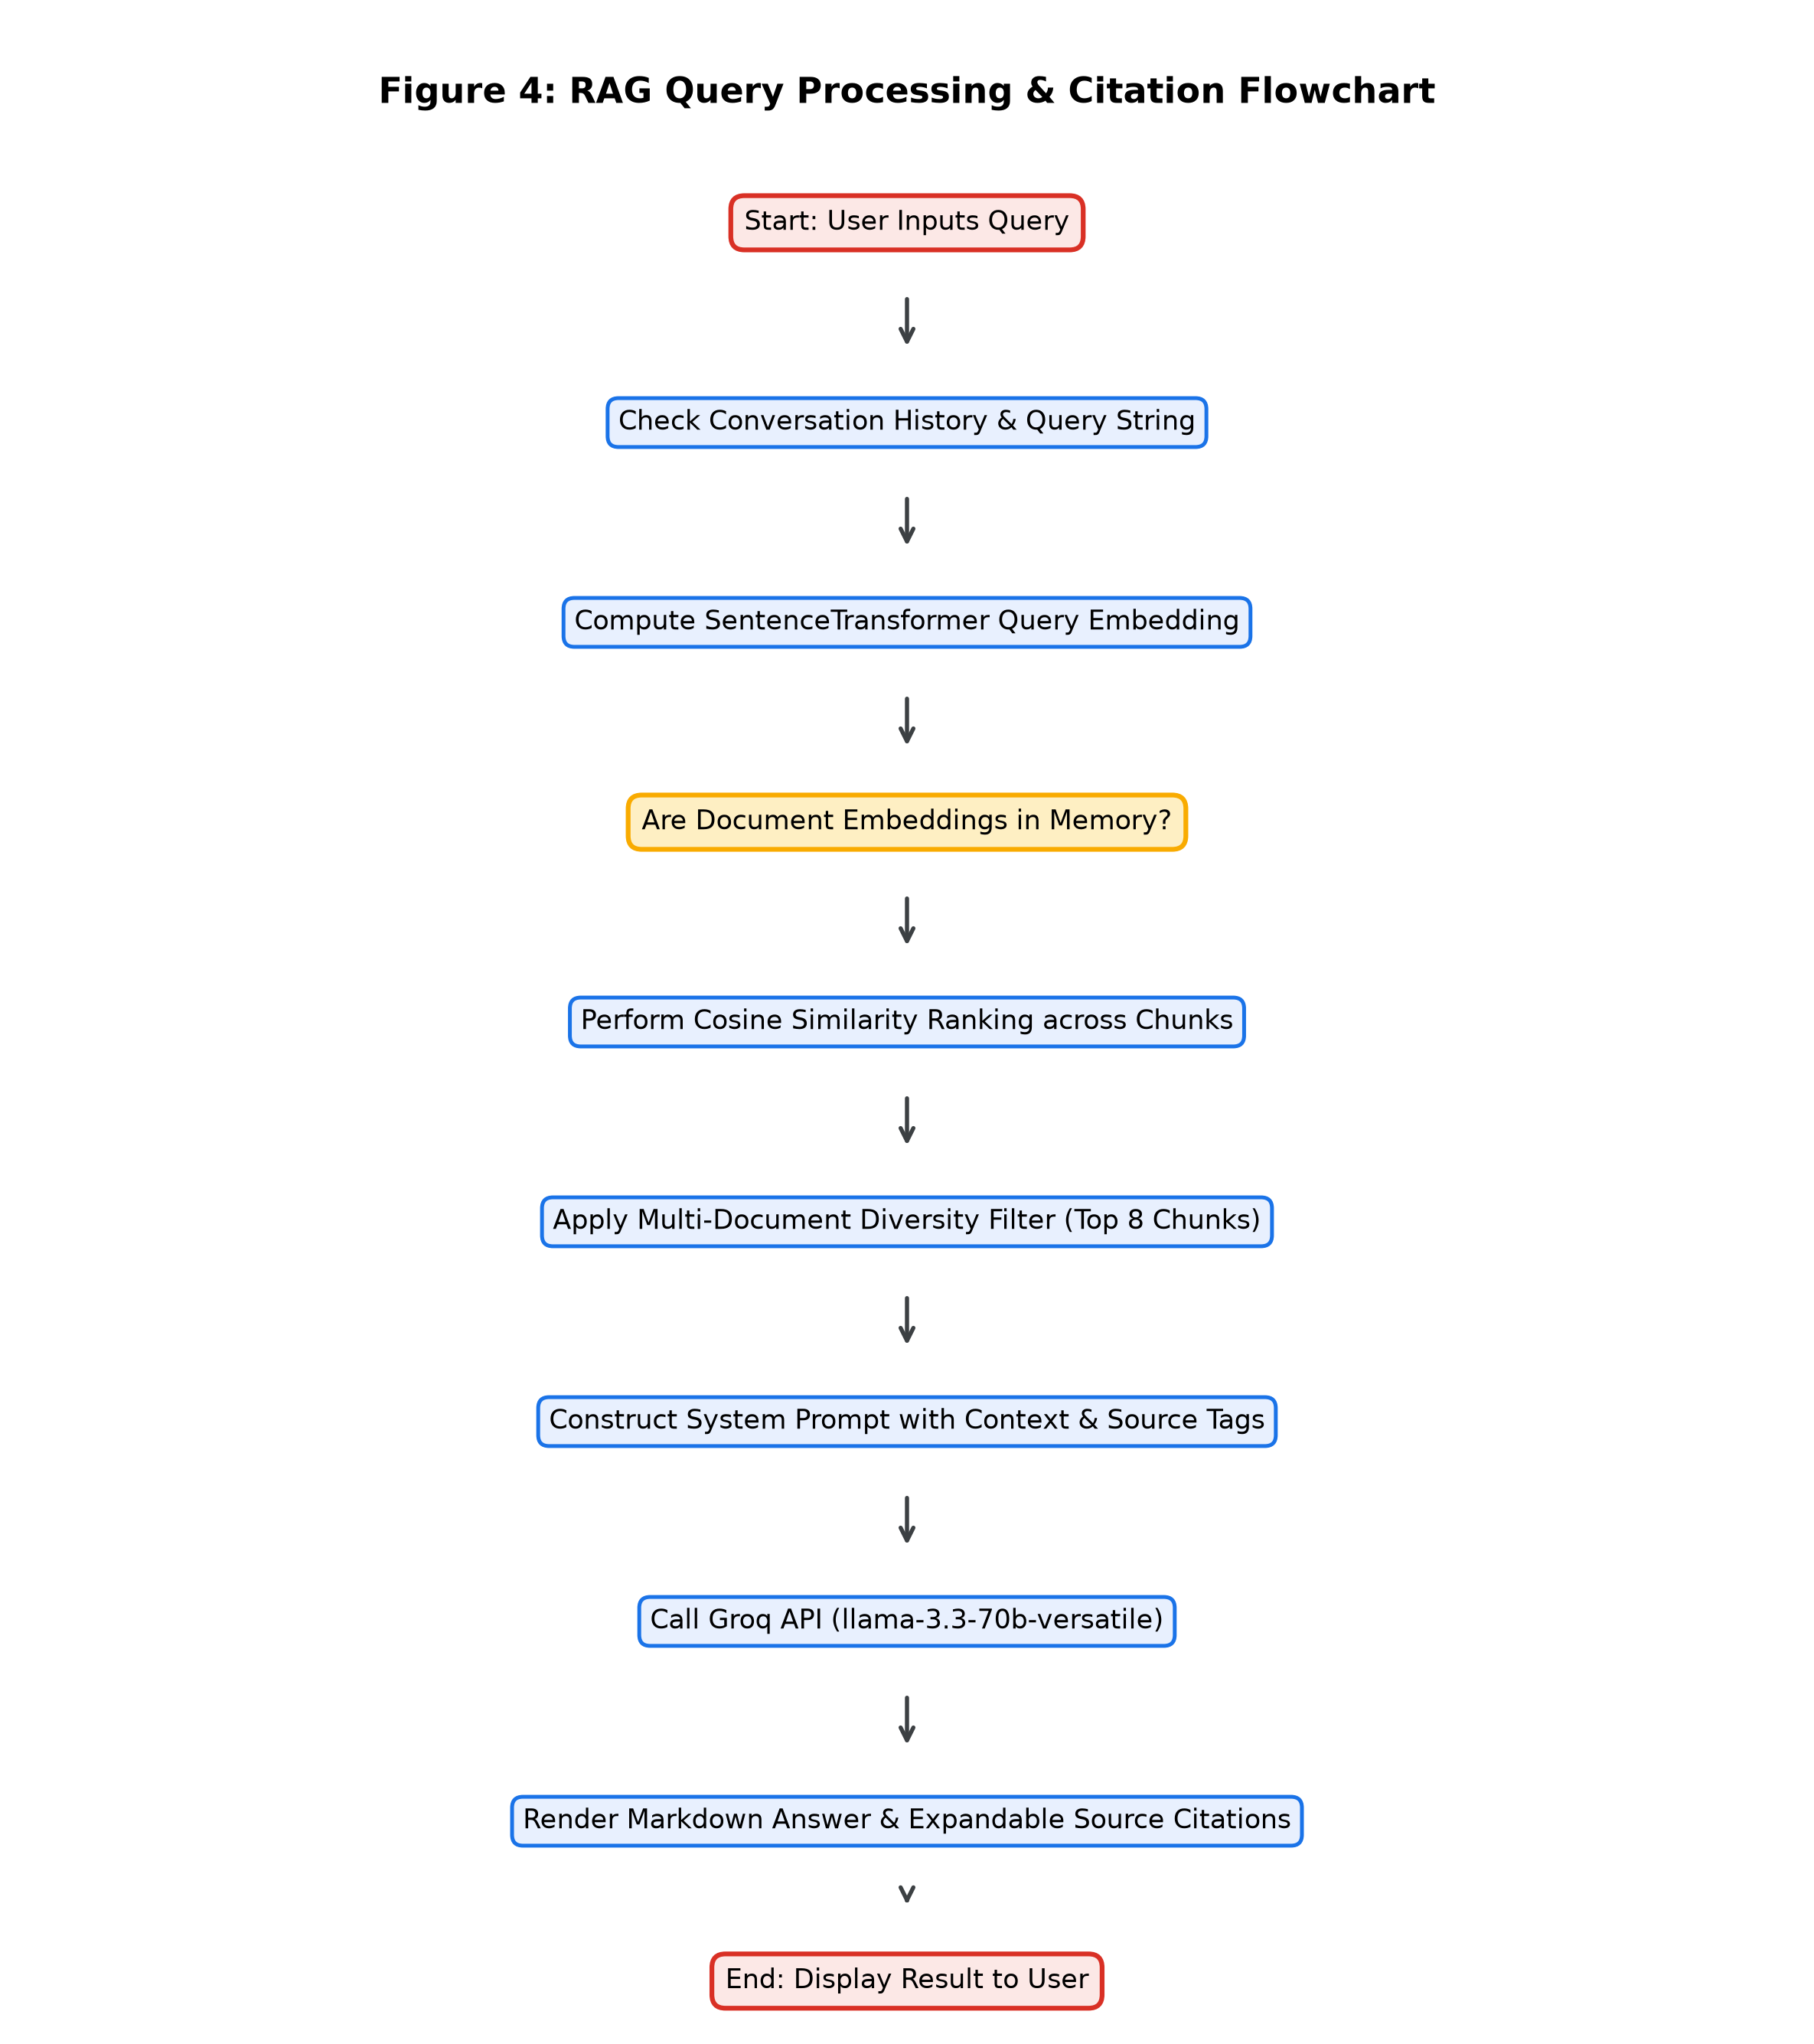 Figure 4: RAG Query Processing & Citation Flowchart
Start: User Inputs Query
Check Conversation History & Query String
Compute SentenceTransformer Query Embedding
Are Document Embeddings in Memory?
Perform Cosine Similarity Ranking across Chunks
Apply Multi-Document Diversity Filter (Top 8 Chunks)
Construct System Prompt with Context & Source Tags
Call Groq API (llama-3.3-70b-versatile)
Render Markdown Answer & Expandable Source Citations
End: Display Result to User